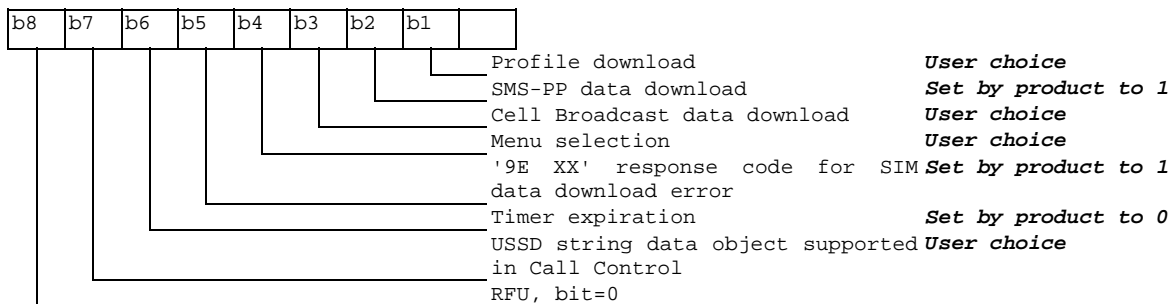 b8 b7 b6 b5 b4 b3 b2 b1
Profile download User choice
SMS-PP data download Set by product to 1
Cell Broadcast data download User choice
Menu selection User choice
'9E XX' response code for SIM Set by product to 1
data download error
Timer expiration Set by product to 0
USSD string data object supported User choice
in Call Control
RFU, bit=0